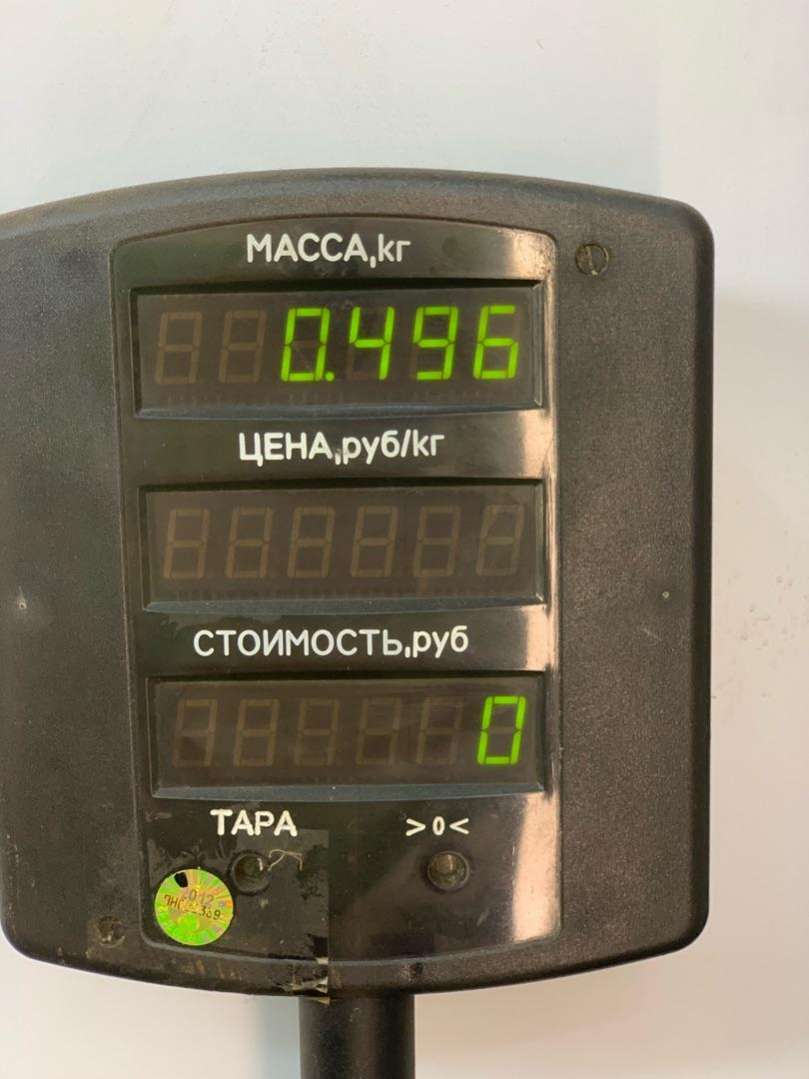 МАССА,кг
0.496
ЦЕНА,руб/кг
СТОИМОСТЬ,руб
0
ТАРА >0<